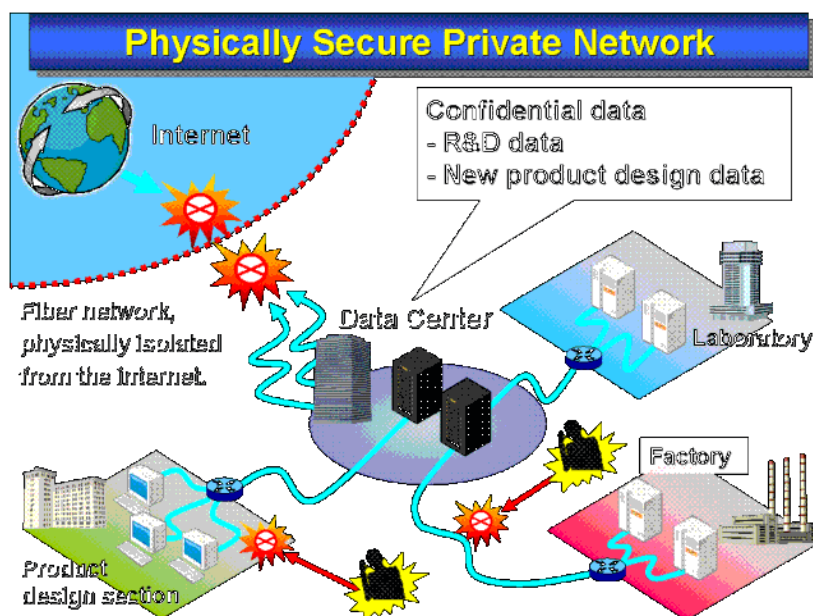 Physically Secure Private Network
Internet
Confidential data
- R&D data
- New product design data
Fiber network,
physically isolated
from the internet.
Data Center
Laboratory
Factory
Product
design section